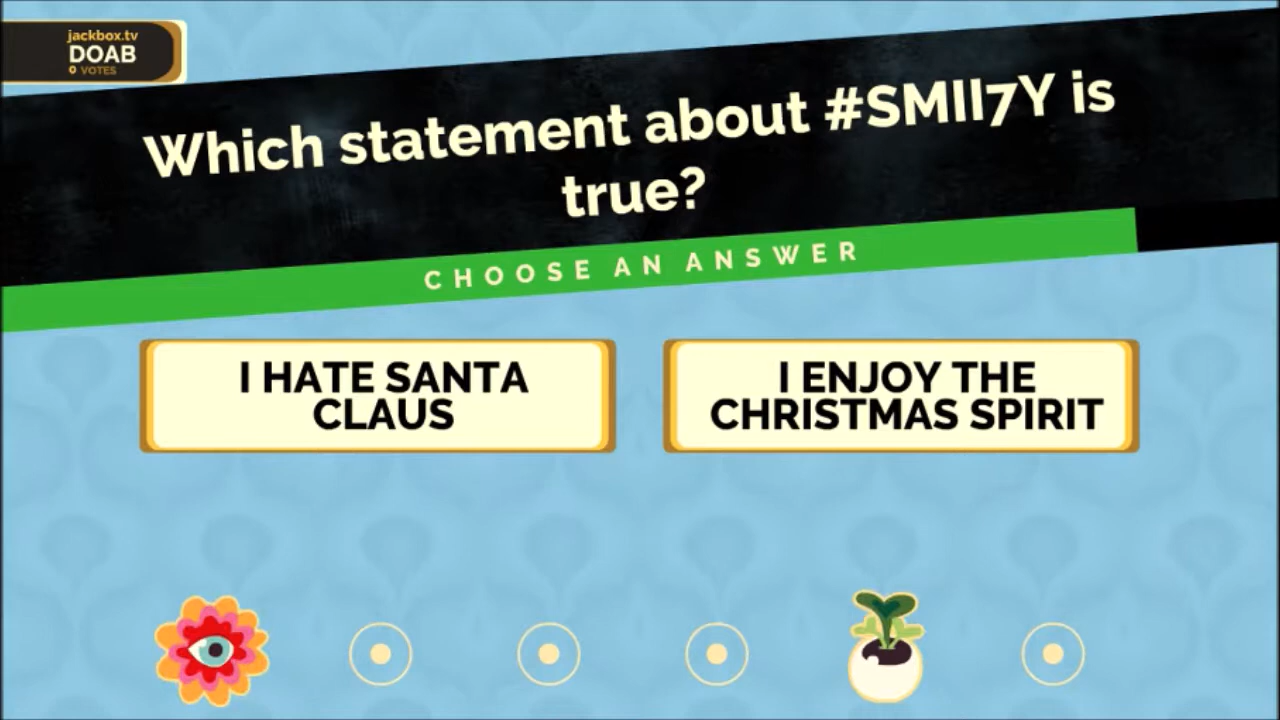 jackbox.tv
DOAB
0 VOTES
Which statement about #SMII7Y is
true?
CHOOSE AN ANSWER
I HATE SANTA
CLAUS
I ENJOY THE
CHRISTMAS SPIRIT